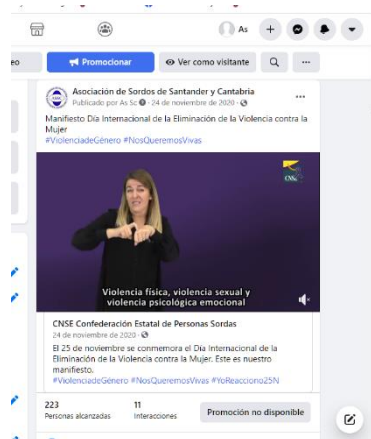 As
eo
Promocionar
Ver como visitante
Asociación de Sordos de Santander y Cantabria
Publicado por As Sc · 24 de noviembre de 2020 ·
Manifiesto Día Internacional de la Eliminación de la Violencia contra la
Mujer
#ViolenciadeGénero #NosQueremosVivas
CNSE
Violencia física, violencia sexual y
violencia psicológica emocional
CNSE Confederación Estatal de Personas Sordas
24 de noviembre de 2020 ·
El 25 de noviembre se conmemora el Día Internacional de la
Eliminación de la Violencia contra la Mujer. Este es nuestro
manifiesto.
#ViolenciadeGénero #NosQueremosVivas #YoReacciono25N
223
Personas alcanzadas
11
Interacciones
Promoción no disponible